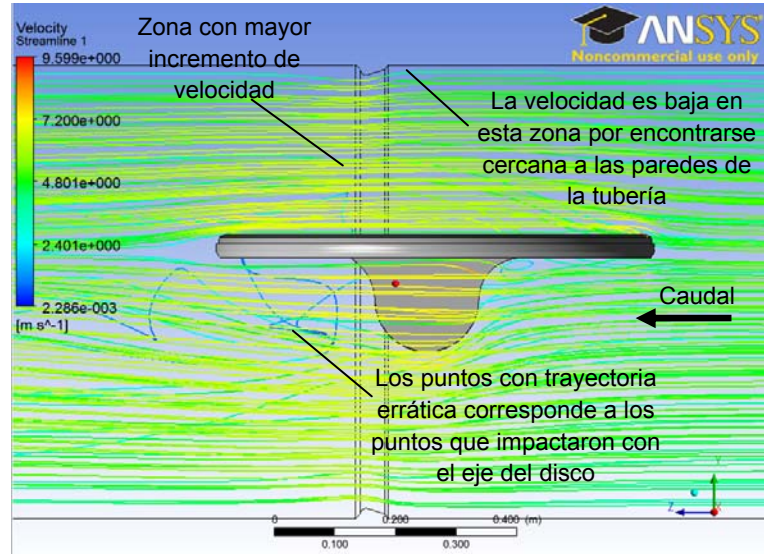 Velocity
Streamline 1
9.599e+000
7.200e+000
4.801e+000
2.401e+000
2.286e-003
[m s^-1]
Zona con mayor
incremento de
velocidad
ANSYS
Noncommercial use only
La velocidad es baja en
esta zona por encontrarse
cercana a las paredes de
la tubería
Caudal
Los puntos con trayectoria
errática corresponde a los
puntos que impactaron con
el eje del disco
Y
Z
X
0
0.200
0.400 (m)
0.100
0.300